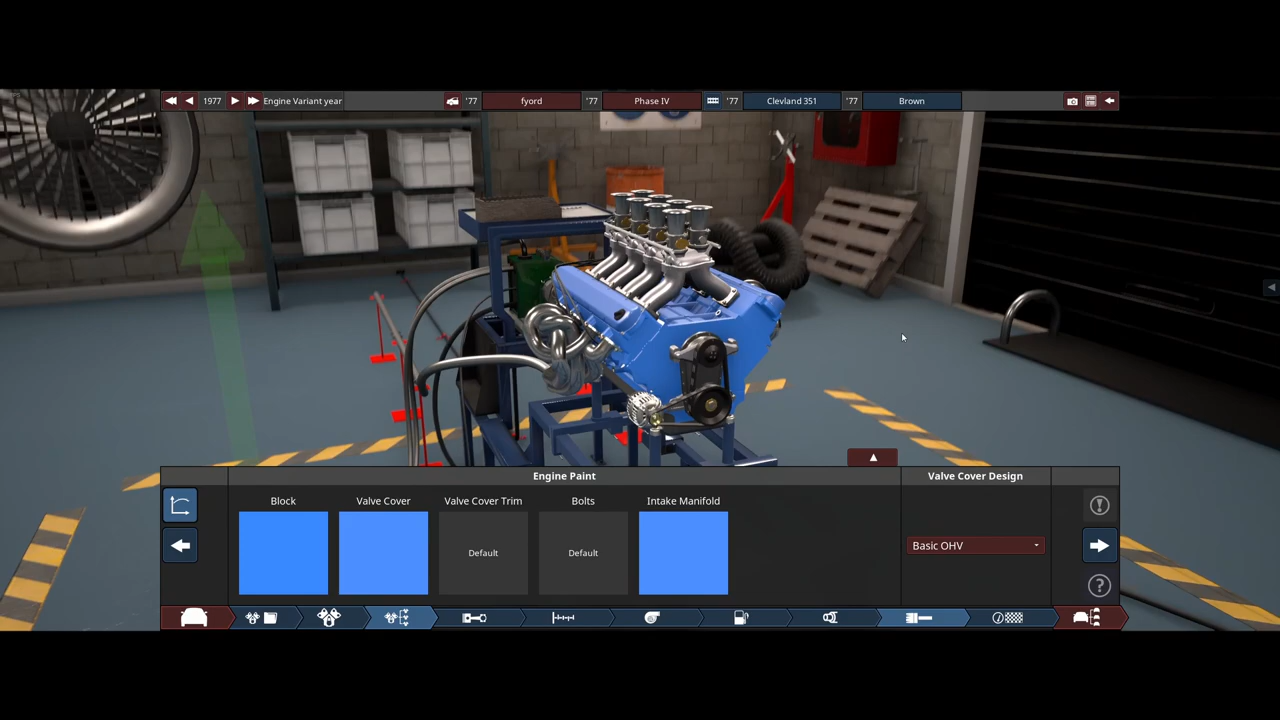 1977 Engine Variant year '77 fyord '77 Phase IV '77 Clevland 351 '77 Brown
Engine Paint
Valve Cover Design
Block Valve Cover Valve Cover Trim Bolts Intake Manifold
Default Default
Basic OHV